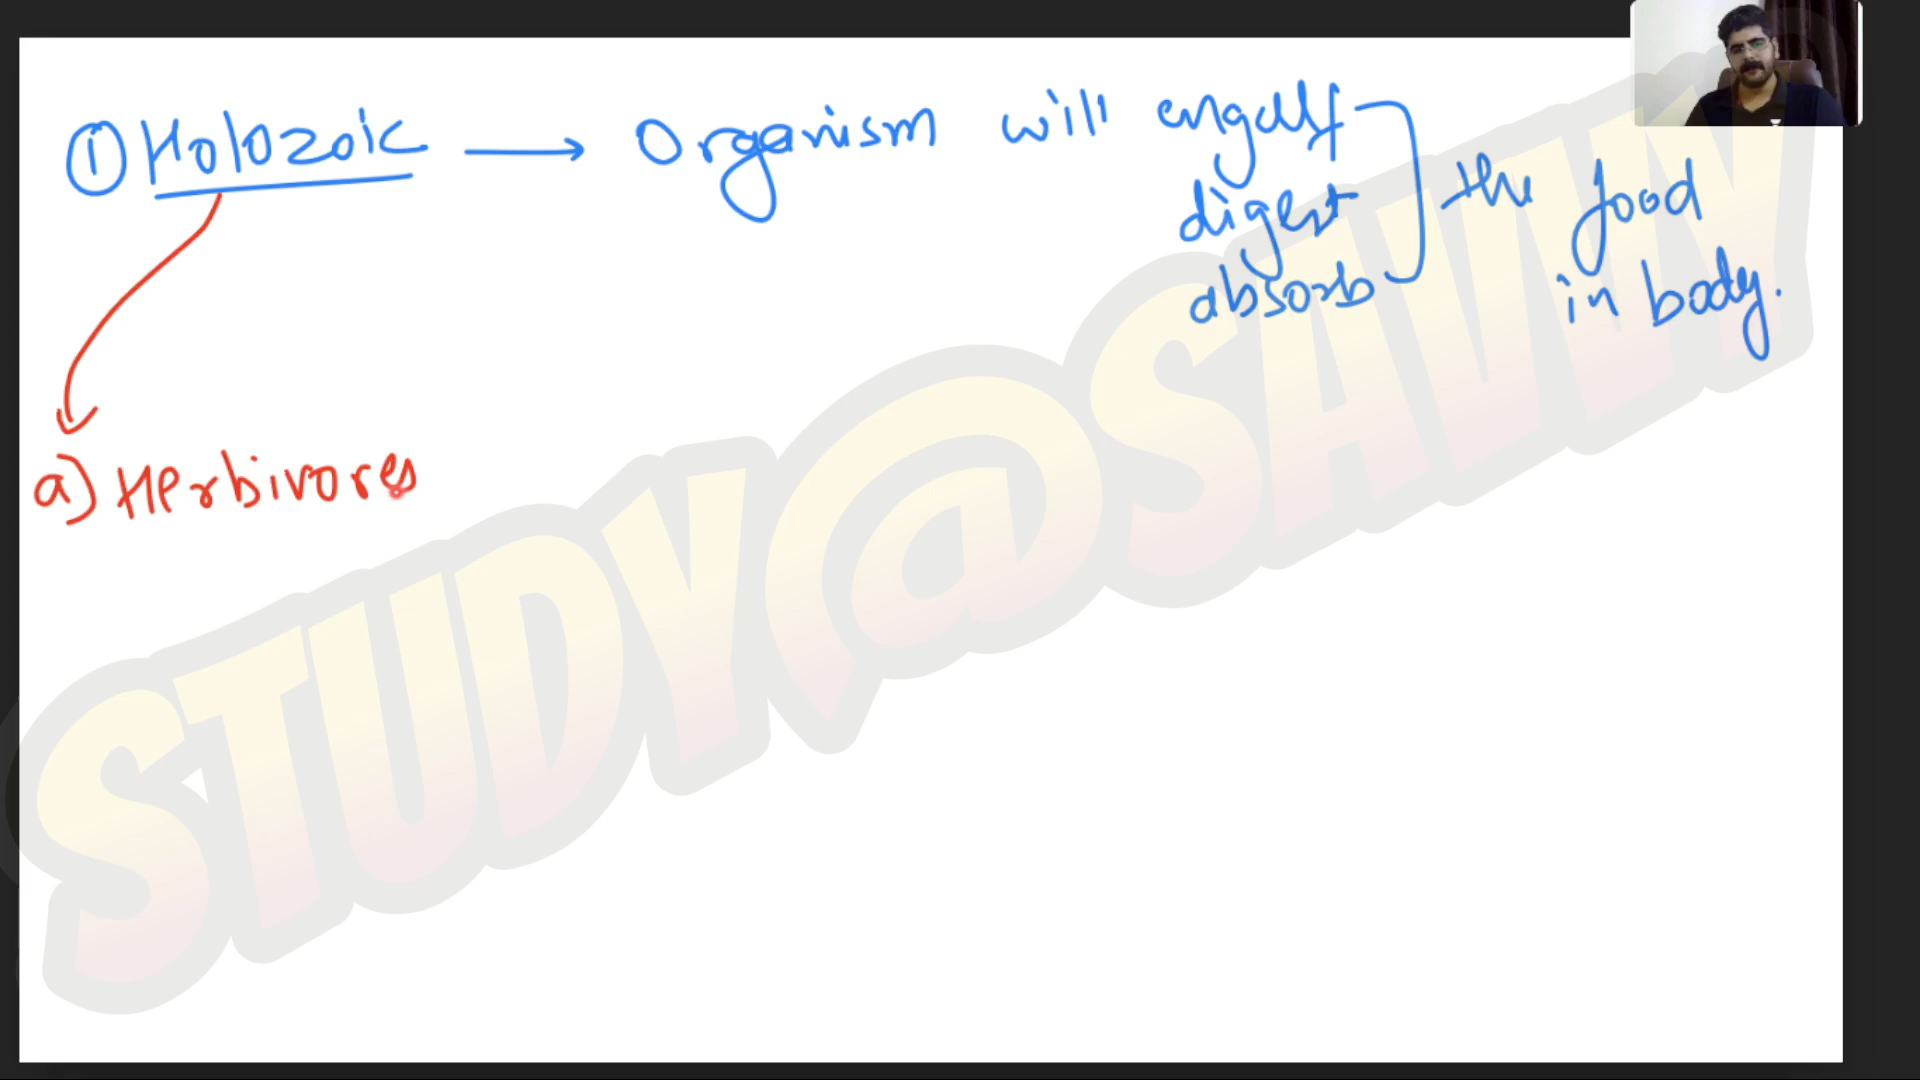 ① Holozoic → Organism will engulf
digest
absorb
the food
in body.
a) Herbivores
STUDY@SAVVY